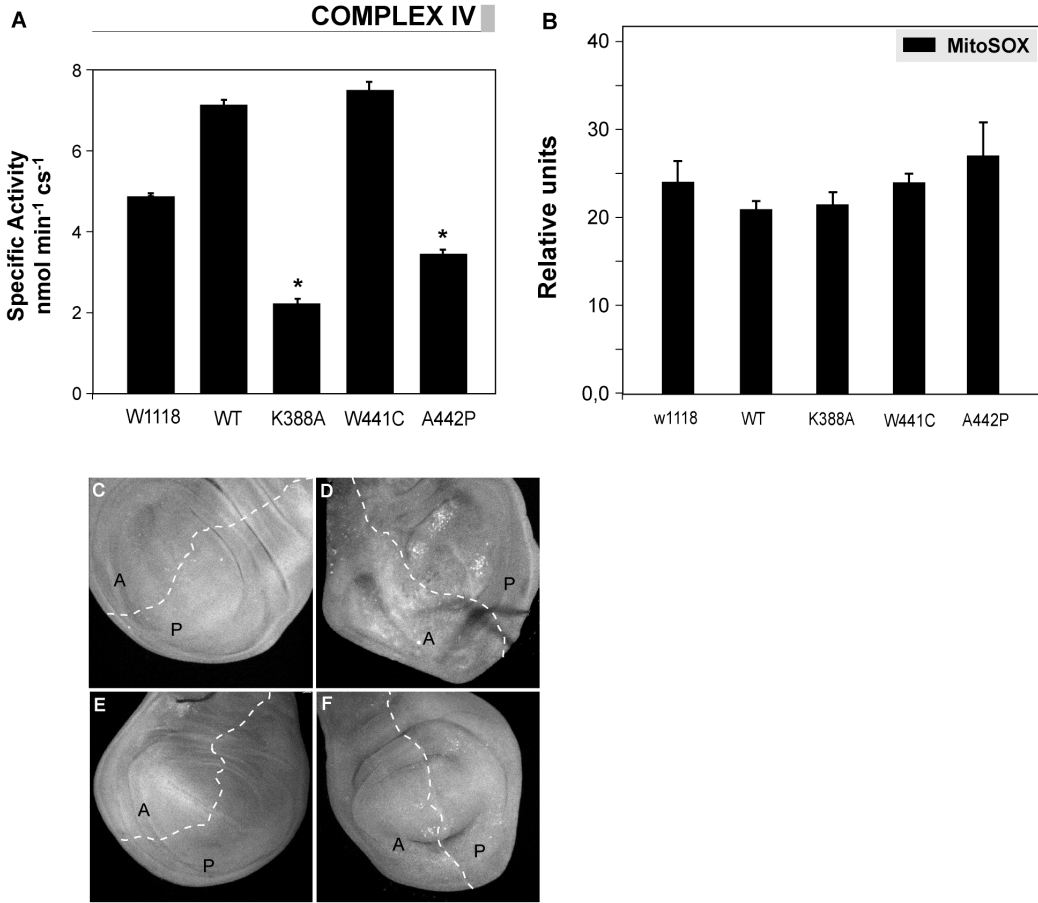 A
COMPLEX IV
8
6
4
2
0
Specific Activity
nmol min-1 cs-1
*
*
W1118 WT K388A W441C A442P
B
MitoSOX
40
30
20
10
0,0
Relative units
w1118 WT K388A W441C A442P
C
A
P
D
P
A
E
A
P
F
A
P